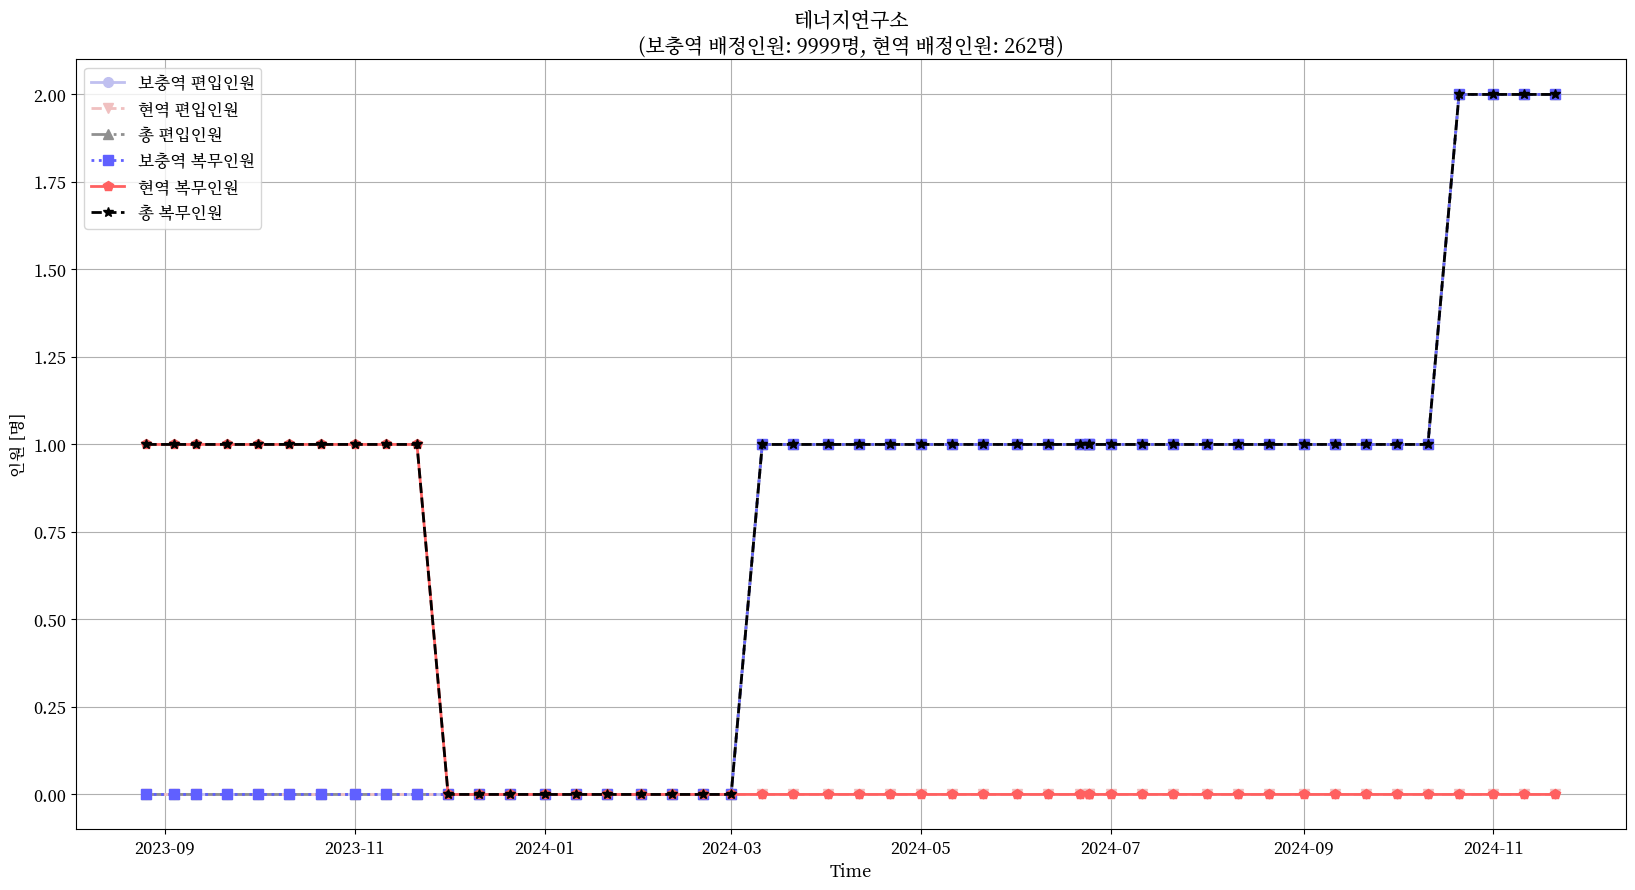 테너지연구소
(보충역 배정인원: 9999명, 현역 배정인원: 262명)
보충역 편입인원
현역 편입인원
총 편입인원
보충역 복무인원
현역 복무인원
총 복무인원
인원 [명]
2.00
1.75
1.50
1.25
1.00
0.75
0.50
0.25
0.00
2023-09
2023-11
2024-01
2024-03
2024-05
2024-07
2024-09
2024-11
Time